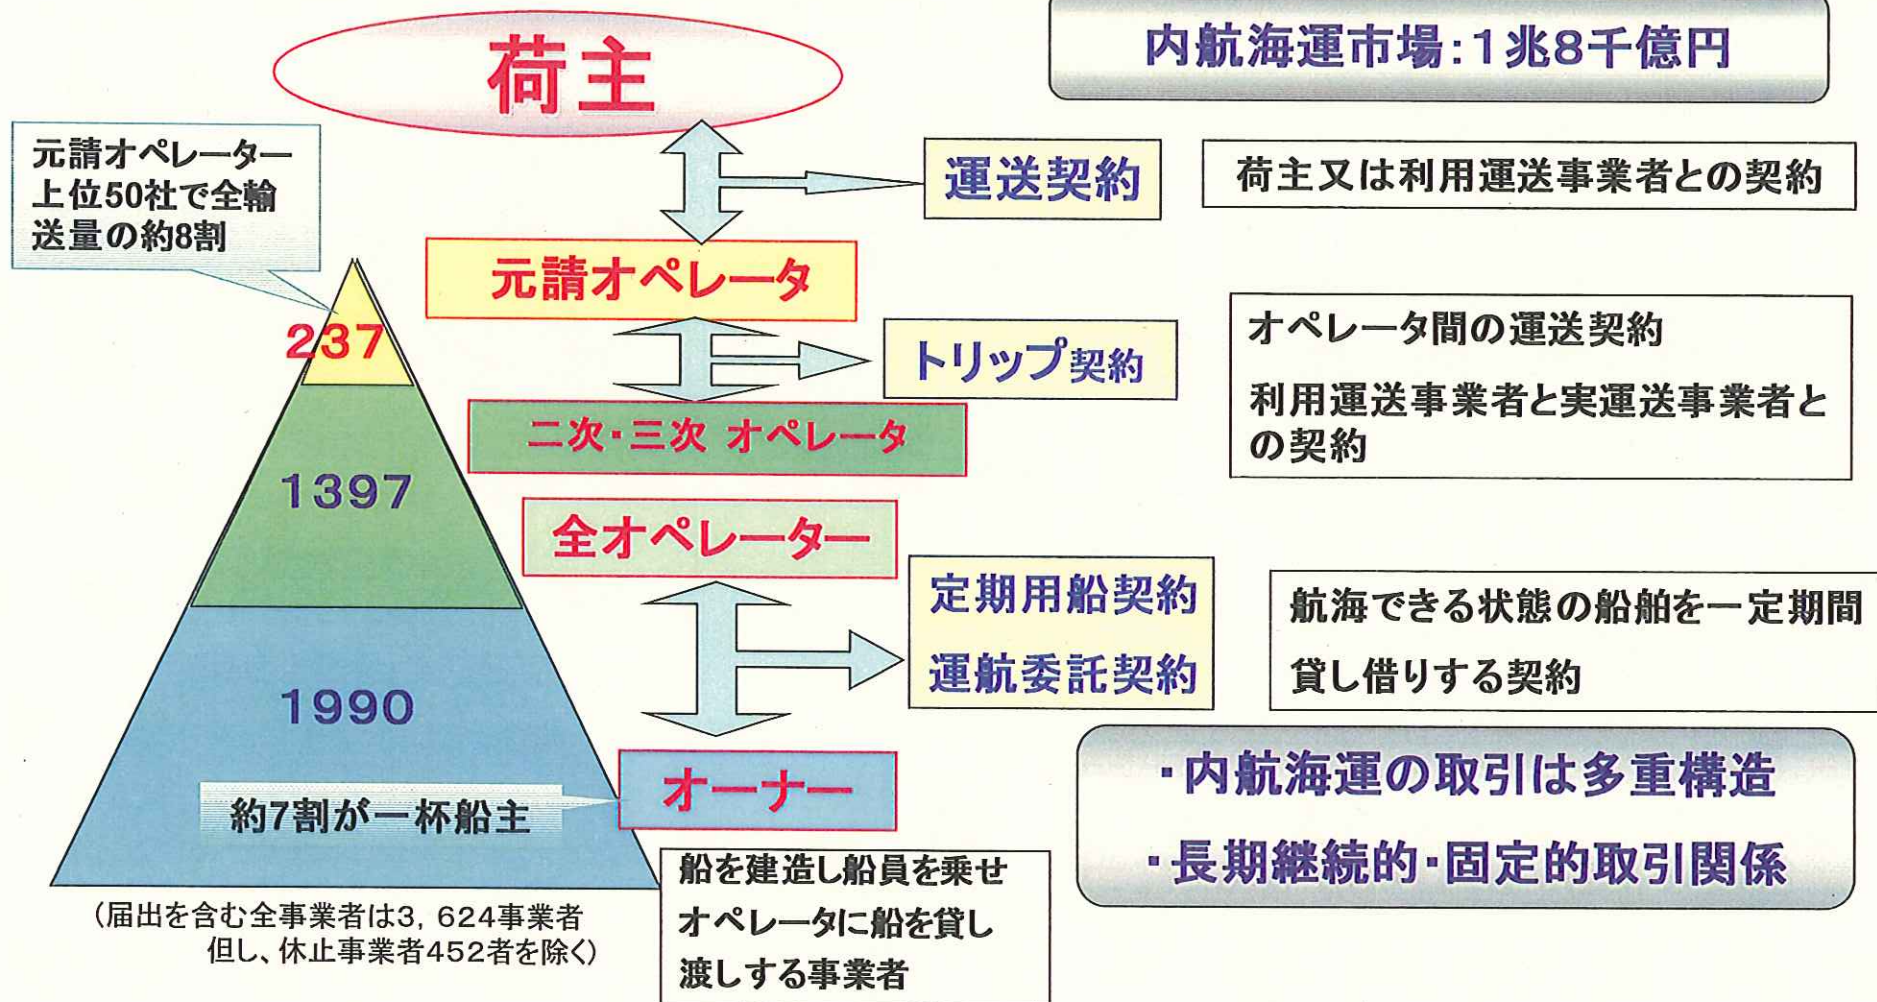 荷主
内航海運市場:1兆8千億円
元請オペレーター
上位50社で全輸
送量の約8割
運送契約
荷主又は利用運送事業者との契約
元請オペレータ
237
トリップ契約
オペレータ間の運送契約
利用運送事業者と実運送事業者と
の契約
二次・三次 オペレータ
1397
全オペレーター
定期用船契約
運航委託契約
航海できる状態の船舶を一定期間
貸し借りする契約
1990
オーナー
約7割が一杯船主
・内航海運の取引は多重構造
・長期継続的・固定的取引関係
船を建造し船員を乗せ
オペレータに船を貸し
渡しする事業者
(届出を含む全事業者は3,624事業者
但し、休止事業者452者を除く)